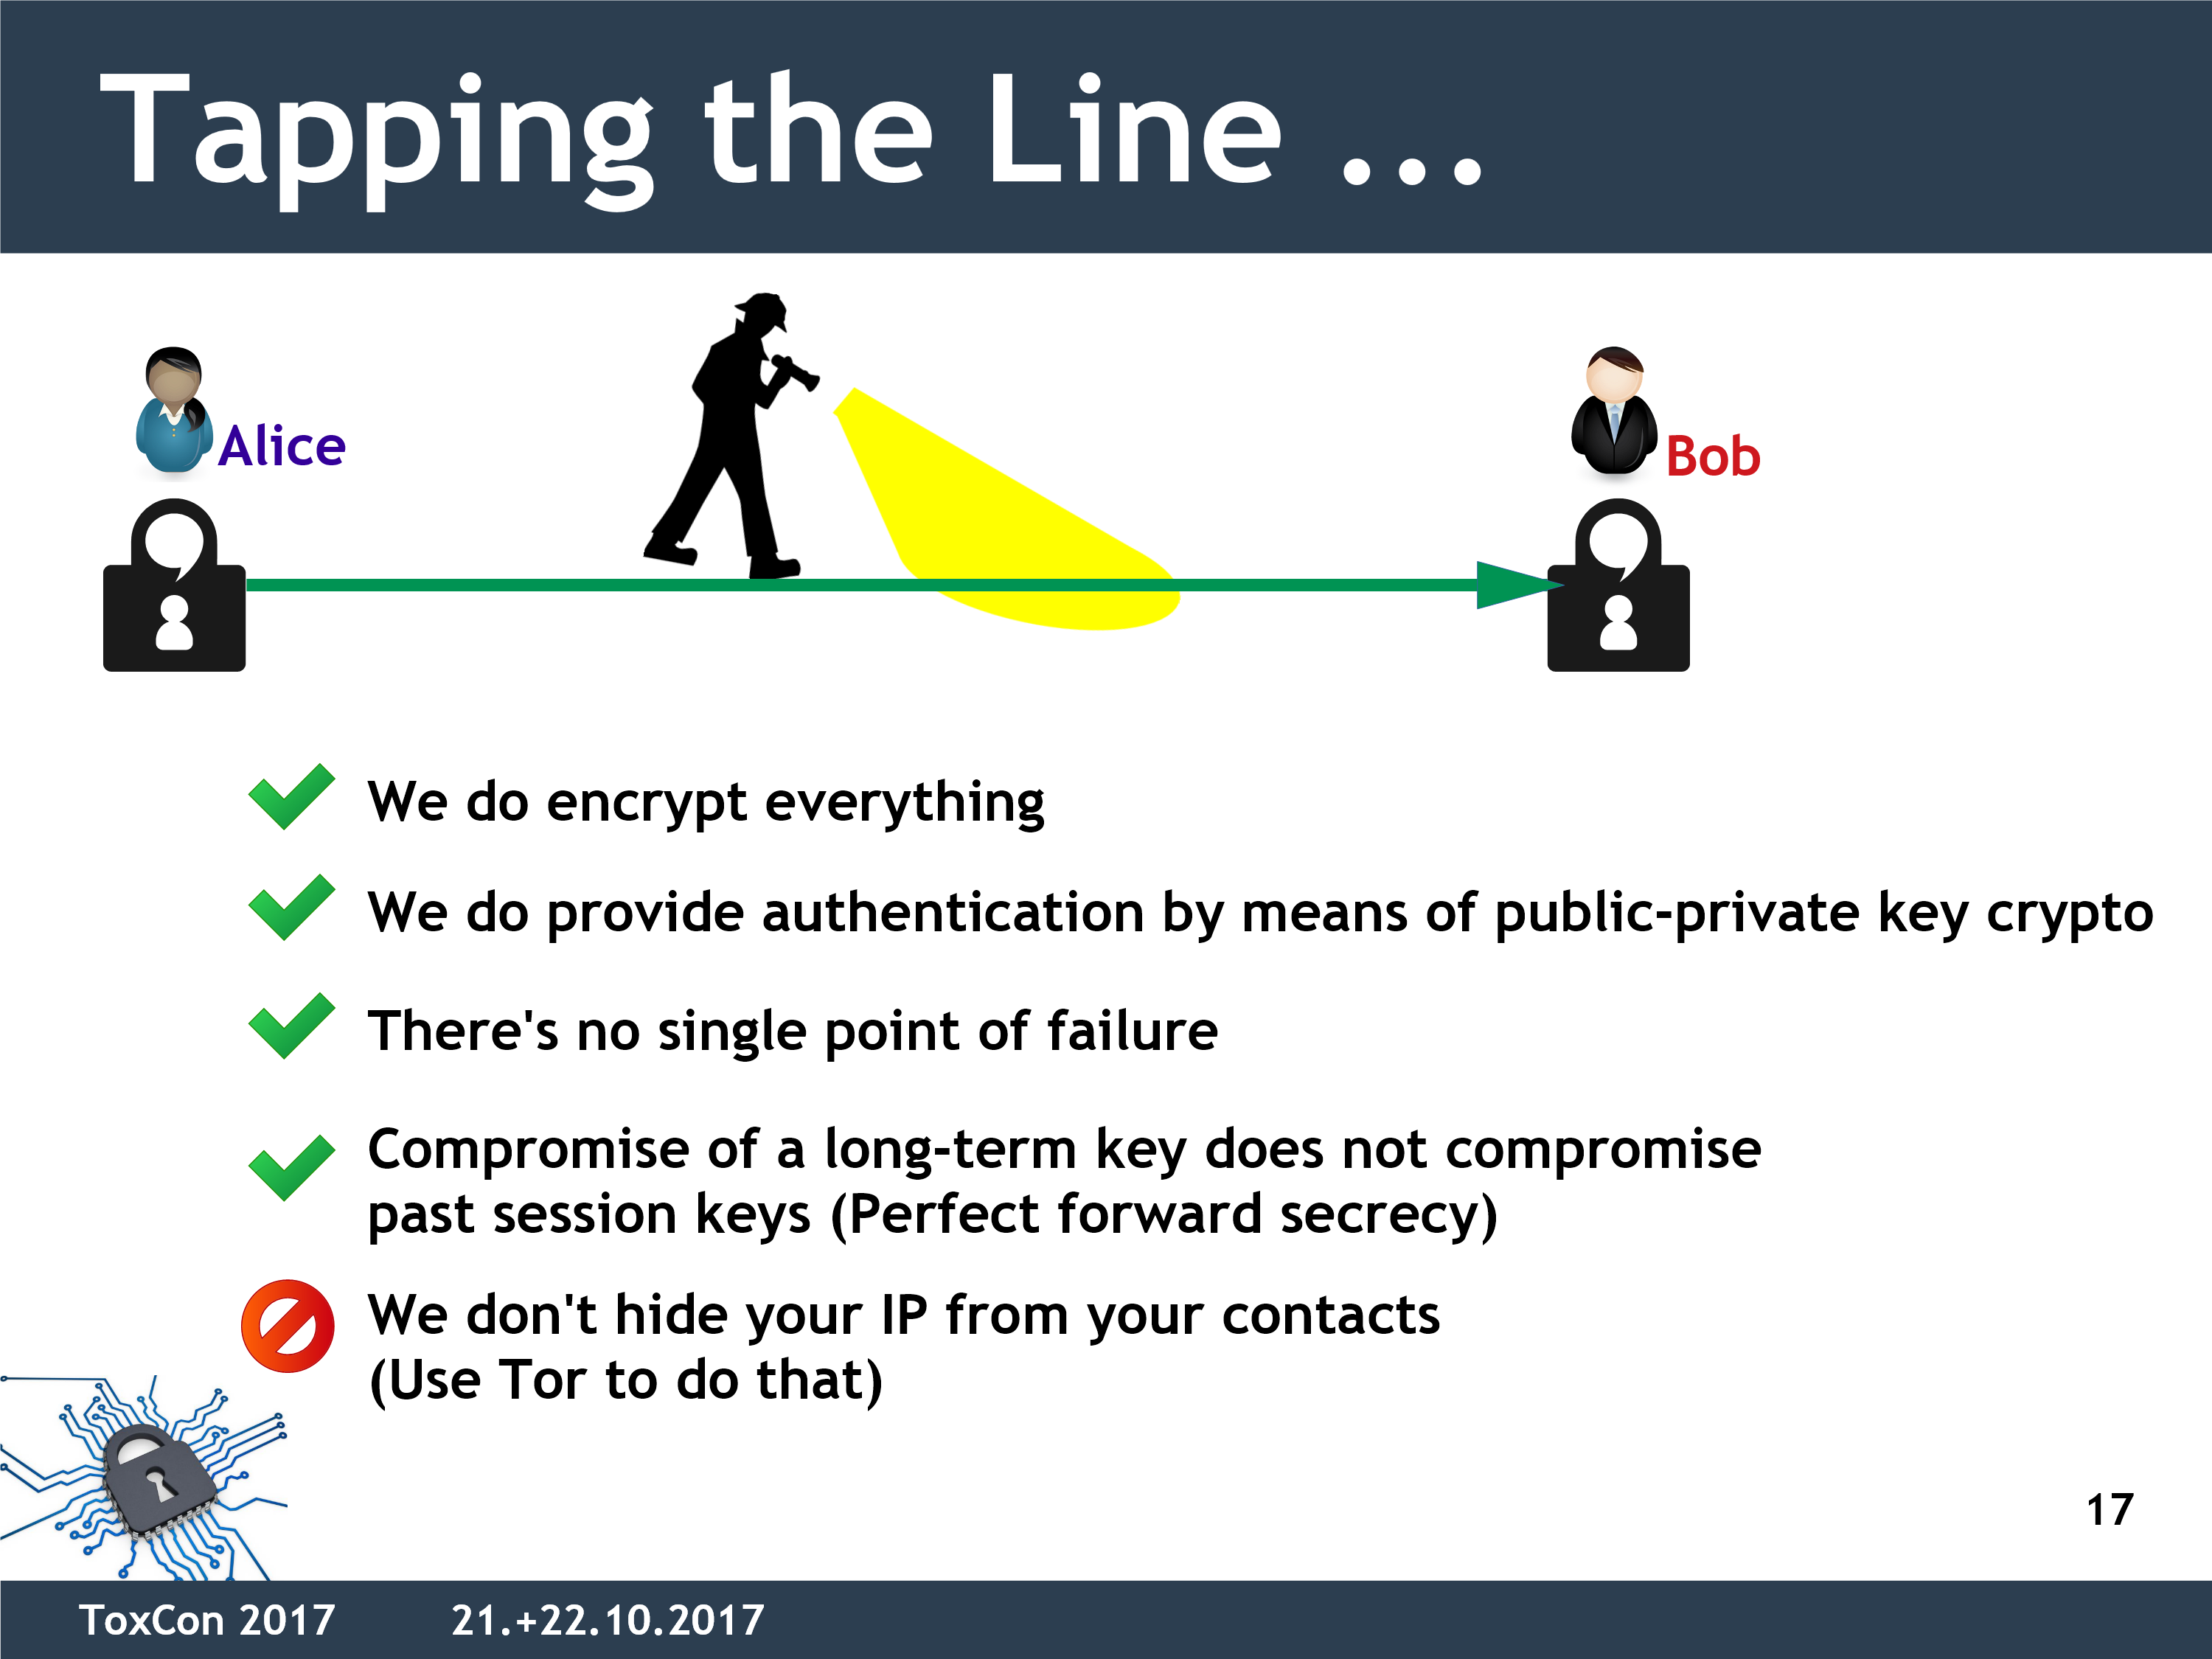 Tapping the Line ...
Alice
Bob
We do encrypt everything
We do provide authentication by means of public-private key crypto
There's no single point of failure
Compromise of a long-term key does not compromise
past session keys (Perfect forward secrecy)
We don't hide your IP from your contacts
(Use Tor to do that)
17
ToxCon 2017 21.+22.10.2017